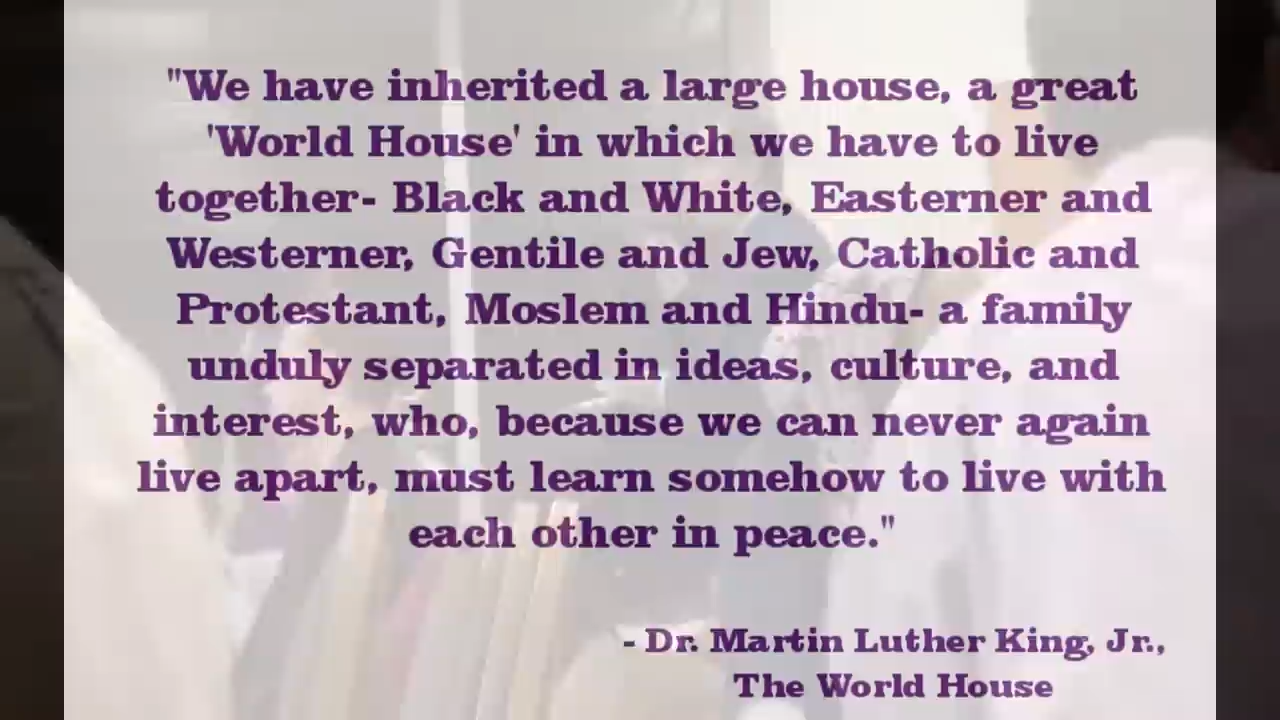 "We have inherited a large house, a great
'World House' in which we have to live
together- Black and White, Easterner and
Westerner, Gentile and Jew, Catholic and
Protestant, Moslem and Hindu- a family
unduly separated in ideas, culture, and
interest, who, because we can never again
live apart, must learn somehow to live with
each other in peace."
- Dr. Martin Luther King, Jr.,
The World House